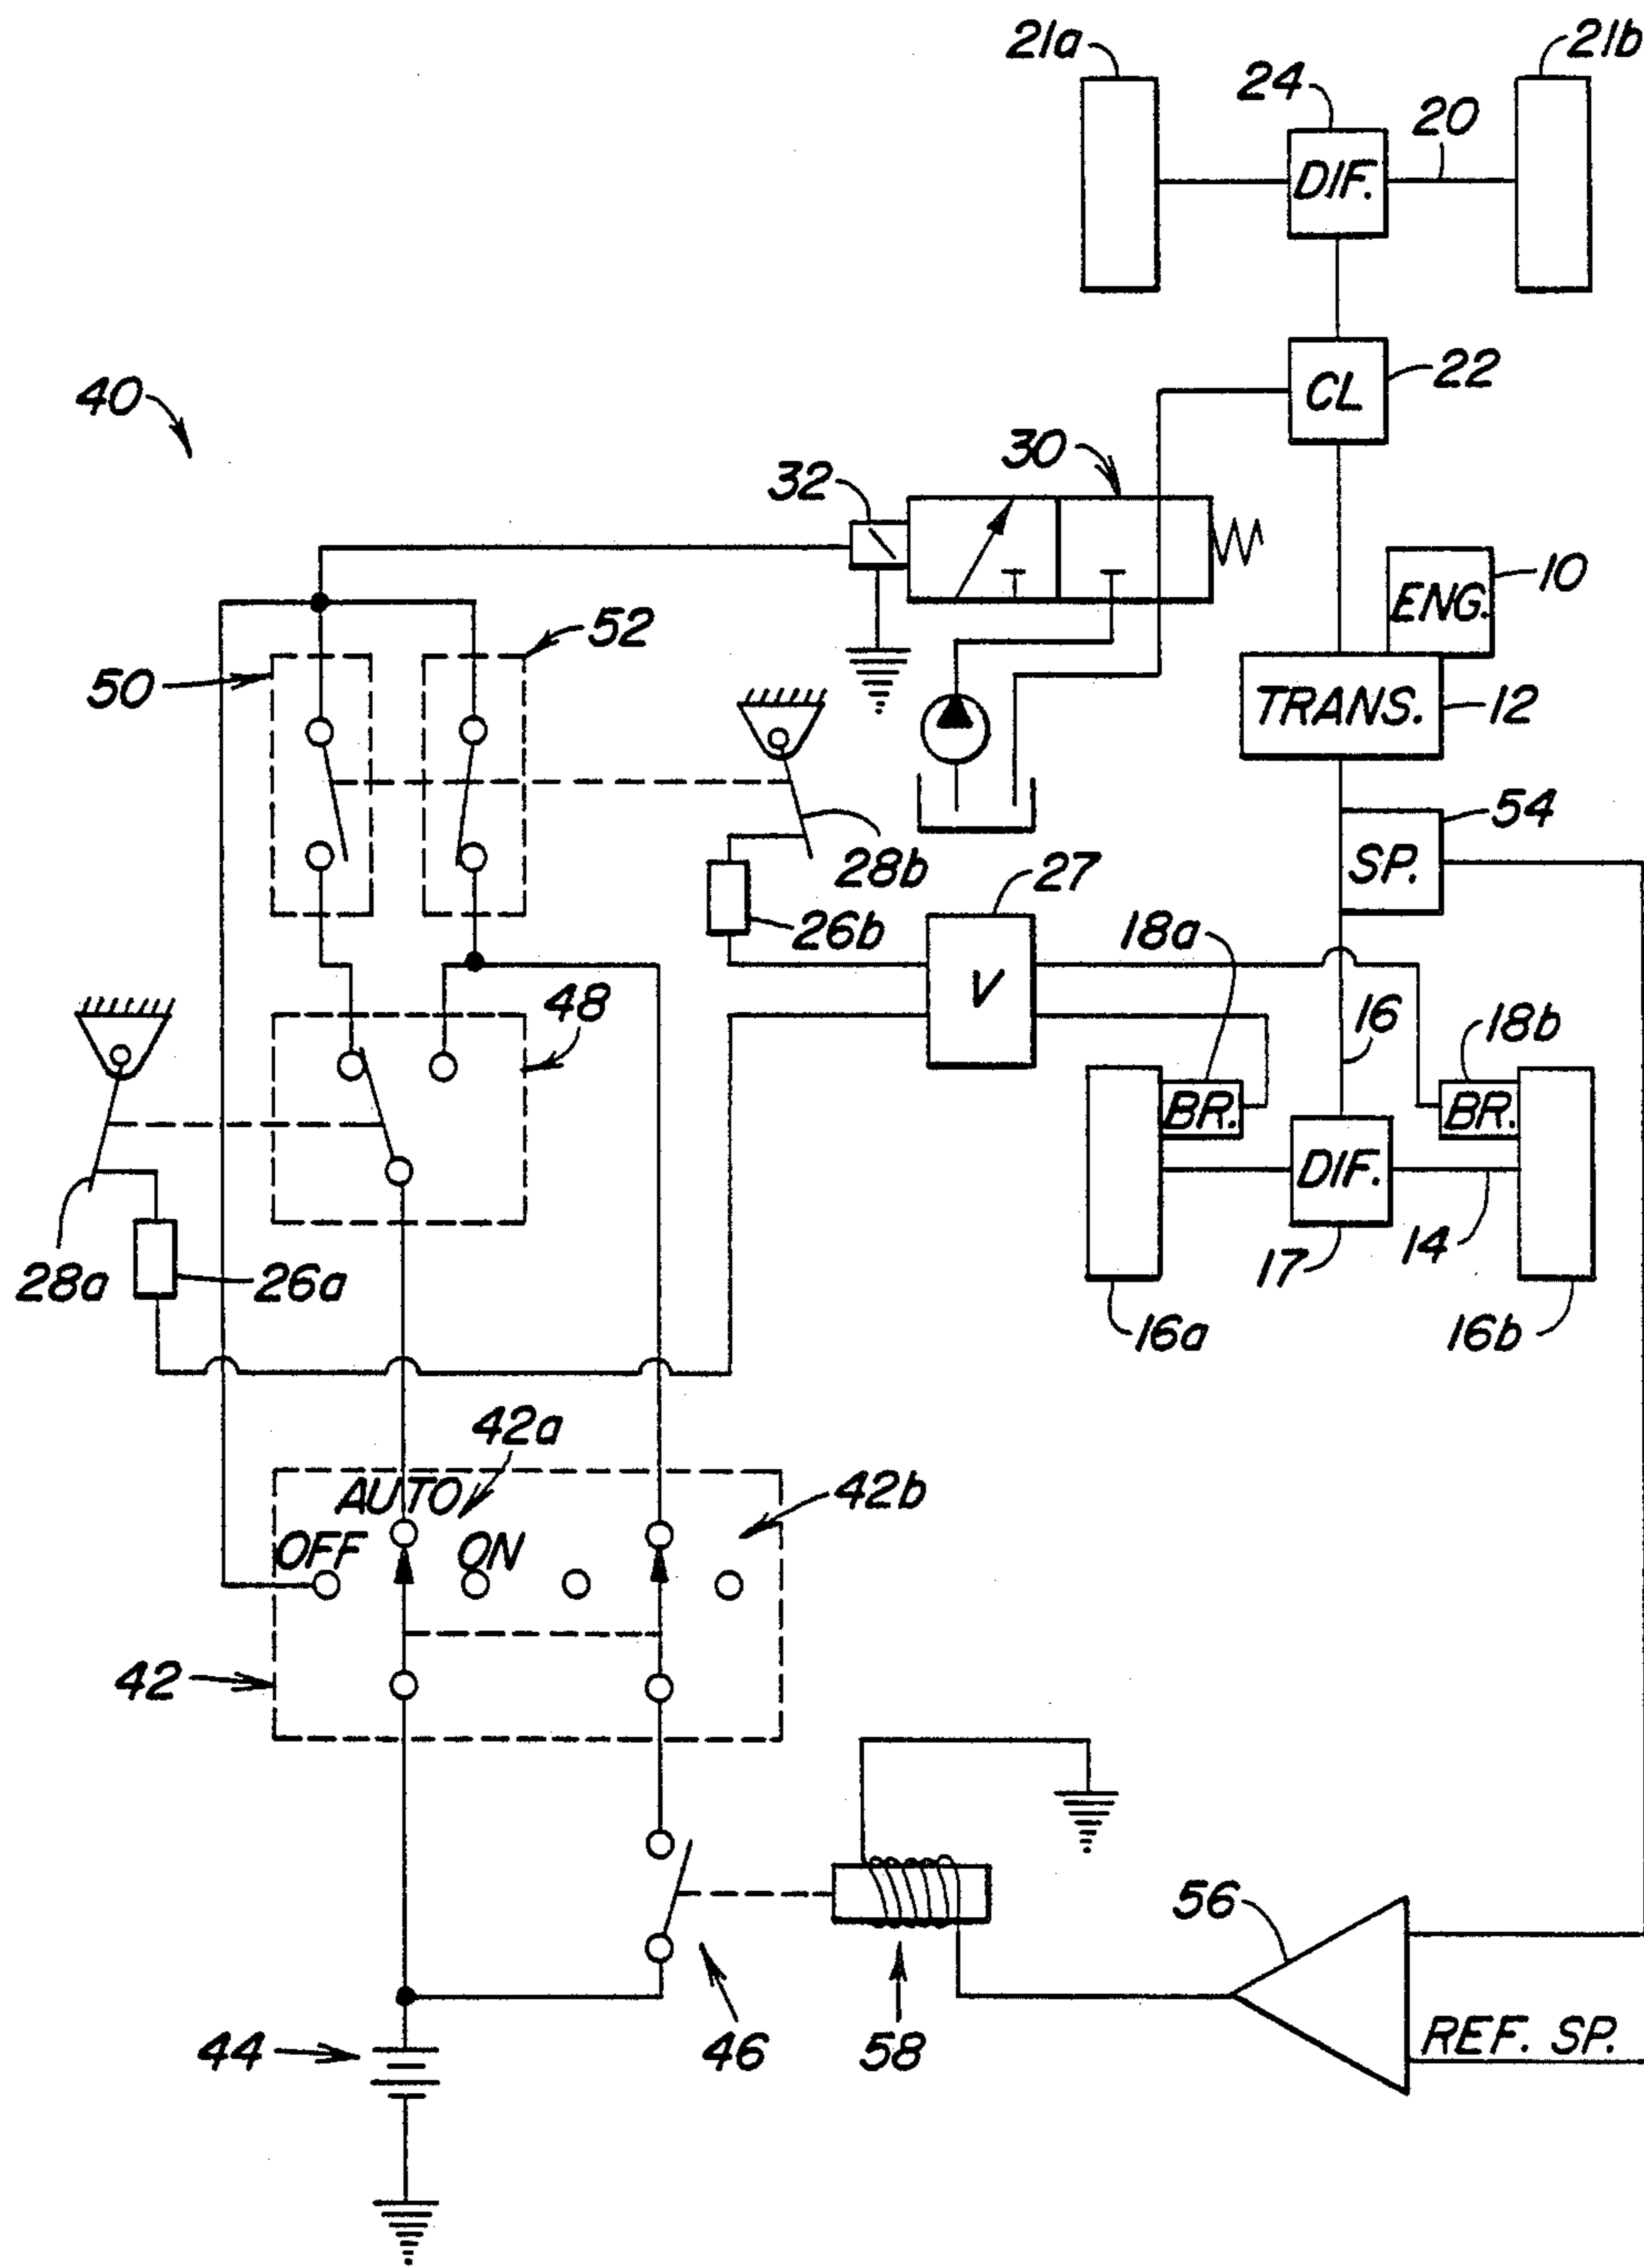 21a
21b
24
20
DIF.
CL
22
40
30
32
10
ENG.
52
50
TRANS.
12
54
SP.
28b
27
26b
18a
V
48
16
18b
BR.
BR.
DIF.
28a
26a
17
14
16a
16b
42a
AUTO
42b
OFF
ON
42
56
46
58
44
REF. SP.